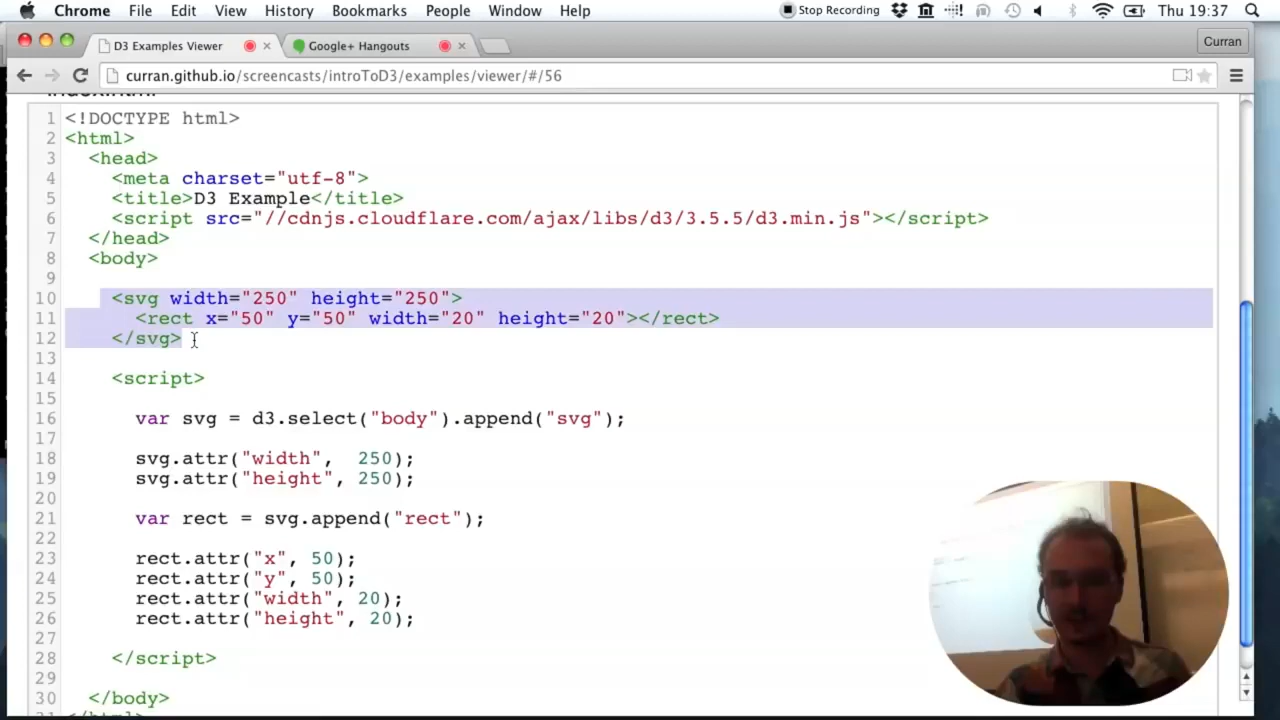 Chrome File Edit View History Bookmarks People Window Help Stop Recording Thu 19:37
D3 Examples Viewer Google+ Hangouts Curran
curran.github.io/screencasts/introToD3/examples/viewer/#/56
index.html
1 <!DOCTYPE html>
2 <html>
3 <head>
4 <meta charset="utf-8">
5 <title>D3 Example</title>
6 <script src="//cdnjs.cloudflare.com/ajax/libs/d3/3.5.5/d3.min.js"></script>
7 </head>
8 <body>
9
10 <svg width="250" height="250">
11 <rect x="50" y="50" width="20" height="20"></rect>
12 </svg>
13
14 <script>
15
16 var svg = d3.select("body").append("svg");
17
18 svg.attr("width", 250);
19 svg.attr("height", 250);
20
21 var rect = svg.append("rect");
22
23 rect.attr("x", 50);
24 rect.attr("y", 50);
25 rect.attr("width", 20);
26 rect.attr("height", 20);
27
28 </script>
29
30 </body>
31 </html>